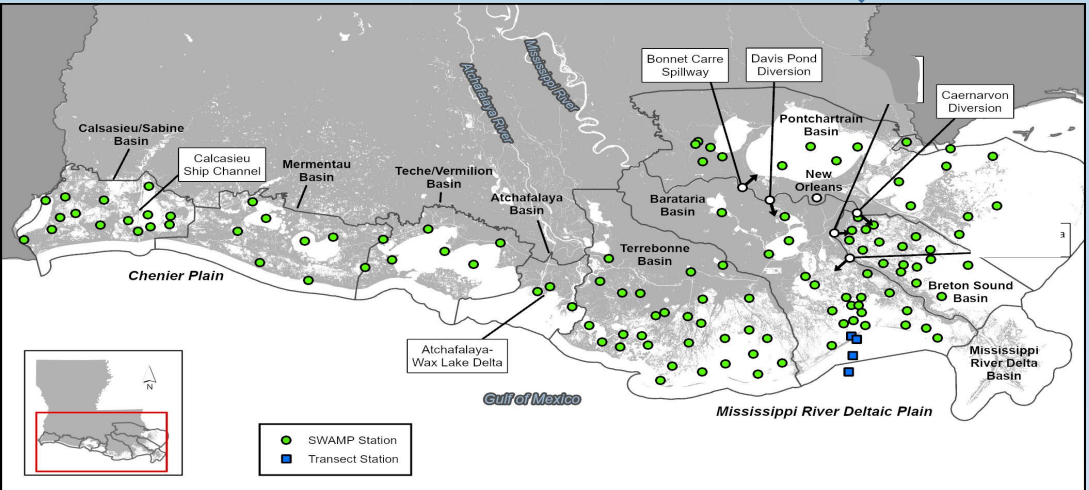 Bonnet Carre
Spillway
Davis Pond
Diversion
Caernarvon
Diversion
Mississippi River
Atchafalaya River
Pontchartrain
Basin
Calsasieu/Sabine
Basin
Calcasieu
Ship Channel
Mermentau
Basin
Teche/Vermilion
Basin
Atchafalaya
Basin
New
Orleans
Barataria
Basin
Terrebonne
Basin
a
Chenier Plain
Breton Sound
Basin
Atchafalaya-
Wax Lake Delta
Mississippi
River Delta
Basin
Gulf of Mexico
Mississippi River Deltaic Plain
N
SWAMP Station
Transect Station